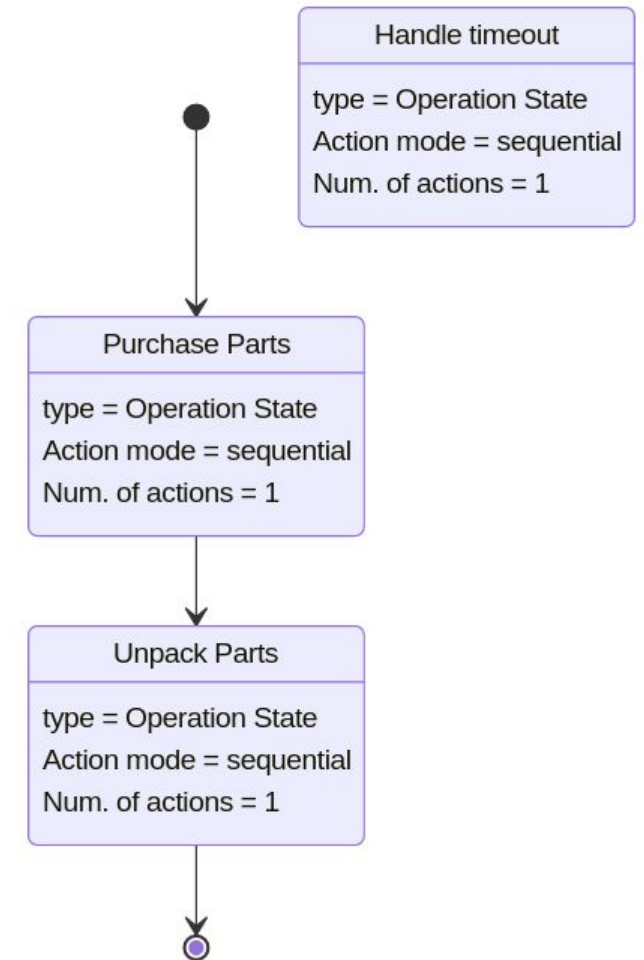 Handle timeout
type = Operation State
Action mode = sequential
Num. of actions = 1
Purchase Parts
type = Operation State
Action mode = sequential
Num. of actions = 1
Unpack Parts
type = Operation State
Action mode = sequential
Num. of actions = 1